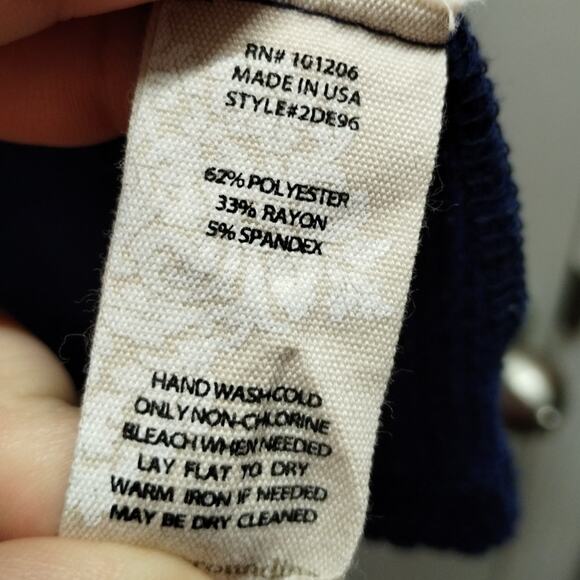 RN# 101206
MADE IN USA
STYLE#2DE96
62% POLYESTER
33% RAYON
5% SPANDEX
HAND WASH COLD
ONLY NON-CHLORINE
BLEACH WHEN NEEDED
LAY FLAT TO DRY
WARM IRON IF NEEDED
MAY BE DRY CLEANED